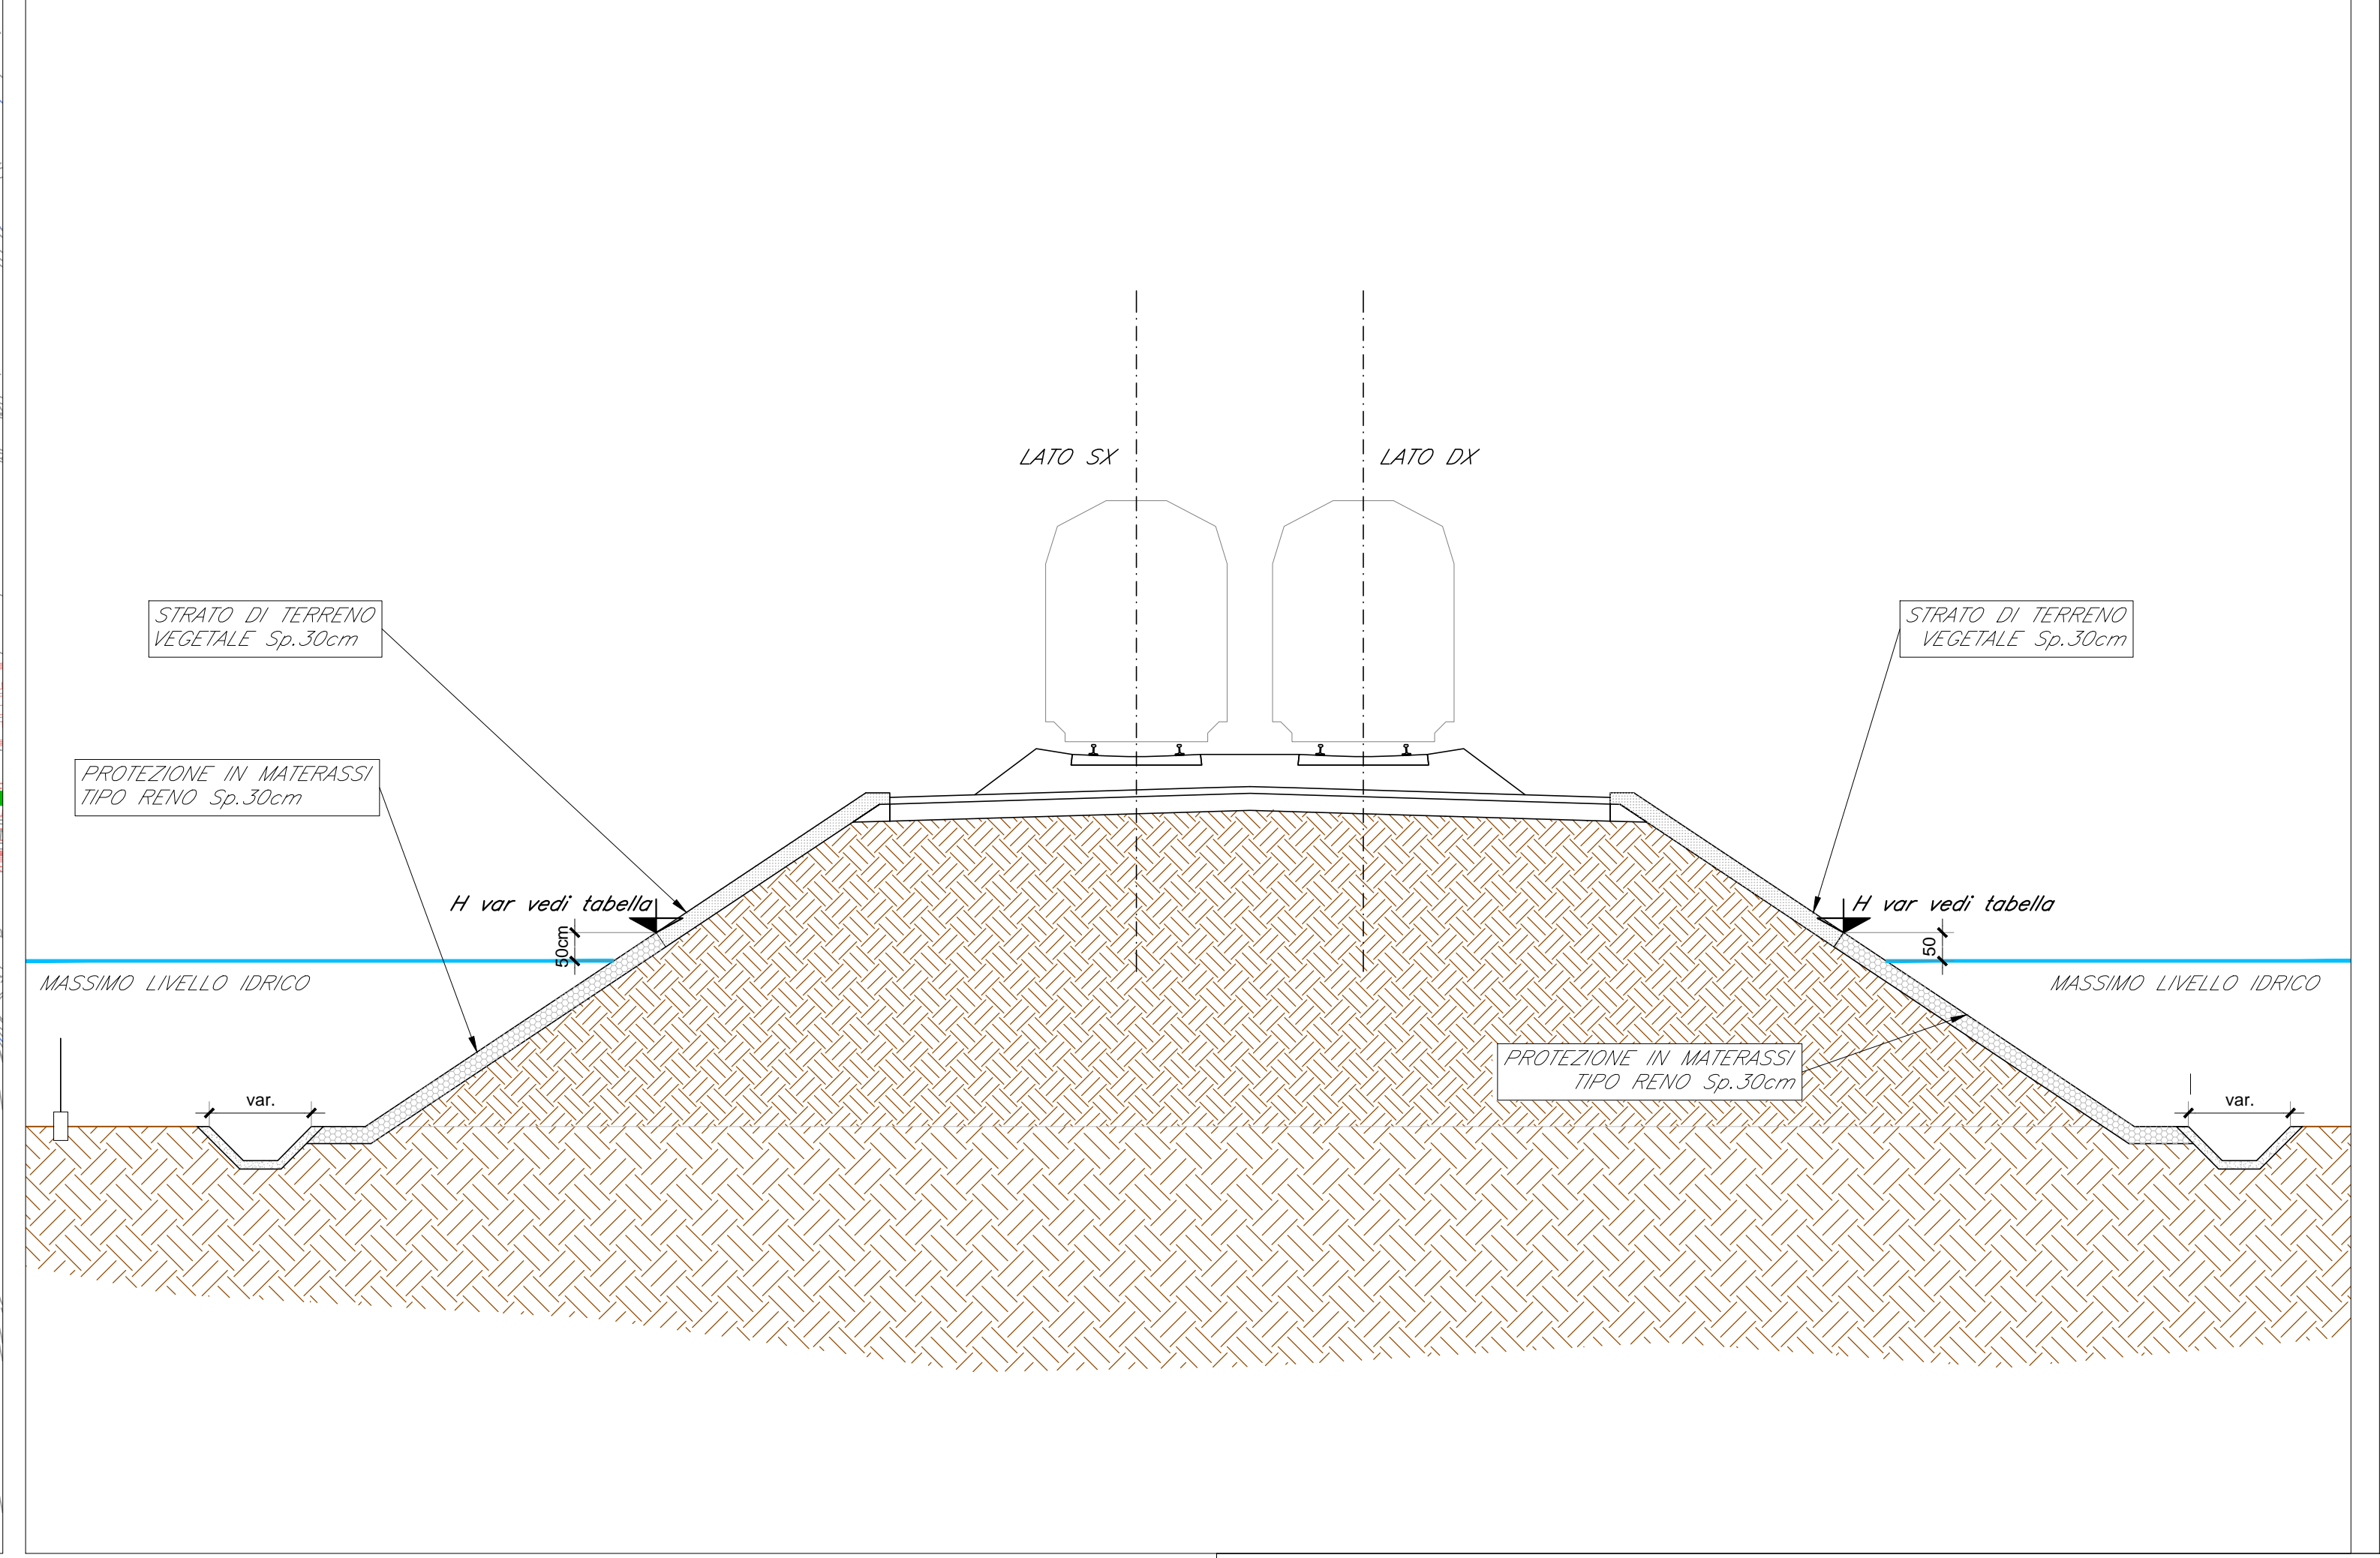 LATO SX
LATO DX
STRATO DI TERRENO
VEGETALE Sp.30cm
STRATO DI TERRENO
VEGETALE Sp.30cm
PROTEZIONE IN MATERASSI
TIPO RENO Sp.30cm
H var vedi tabella
H var vedi tabella
50cm
50
MASSIMO LIVELLO IDRICO
MASSIMO LIVELLO IDRICO
PROTEZIONE IN MATERASSI
TIPO RENO Sp.30cm
var.
var.